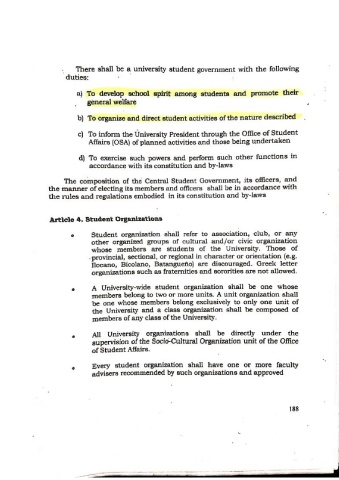 There shall be a university student government with the following
duties:
a) To develop school spirit among students and promote their
general welfare
b) To organize and direct student activities of the nature described
c) To inform the University President through the Office of Student
Affairs (OSA) of planned activities and those being undertaken
d) To exercise such powers and perform such other functions in
accordance with its constitution and by-laws
The composition of the Central Student Government, its officers, and
the manner of electing its members and officers shall be in accordance with
the rules and regulations embodied in its constitution and by-laws
Article 4. Student Organizations
• Student organization shall refer to association, club, or any
other organized groups of cultural and/or civic organization
whose members are students of the University. Those of
provincial, sectional, or regional in character or orientation (e.g.
Ilocano, Bicolano, Batangueño) are discouraged. Greek letter
organizations such as fraternities and sororities are not allowed.
• A University-wide student organization shall be one whose
members belong to two or more units. A unit organization shall
be one whose members belong exclusively to only one unit of
the University and a class organization shall be composed of
members of any class of the University.
• All University organizations shall be directly under the
supervision of the Socio-Cultural Organization unit of the Office
of Student Affairs.
• Every student organization shall have one or more faculty
advisers recommended by such organizations and approved
188